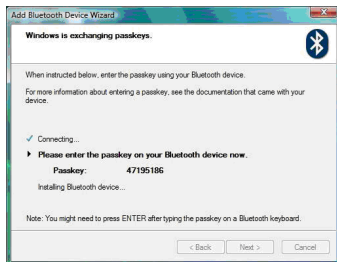 Add Bluetooth Device Wizard
Windows is exchanging passkeys.
When instructed below, enter the passkey using your Bluetooth device.
For more information about entering a passkey, see the documentation that came with your
device.
Connecting...
Please enter the passkey on your Bluetooth device now.
Passkey: 47195186
Installing Bluetooth device...
Note: You might need to press ENTER after typing the passkey on a Bluetooth keyboard.
< Back Next > Cancel